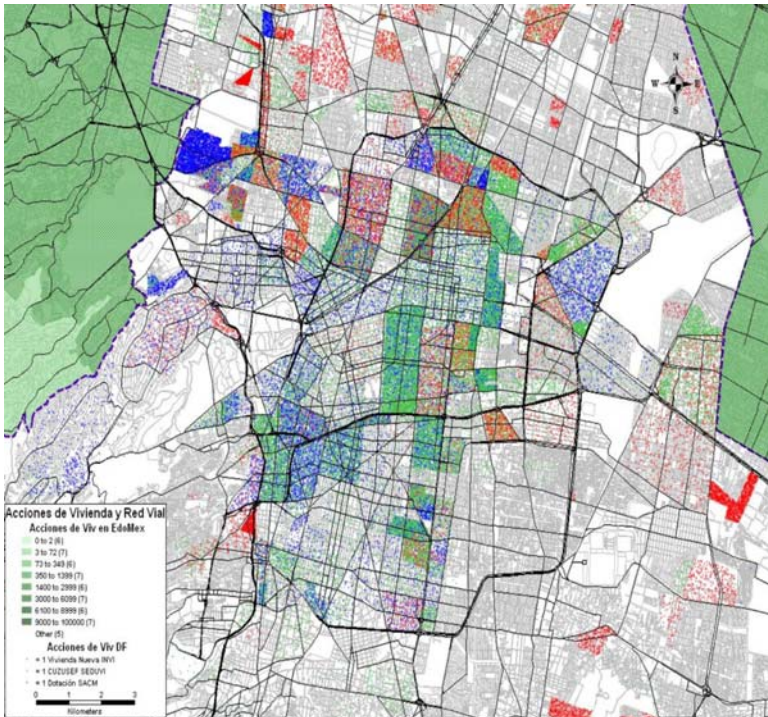 N
W E
S
Acciones de Vivienda y Red Vial
Acciones de Viv en EdoMex
0 to 2 (6)
3 to 72 (7)
73 to 349 (6)
350 to 1399 (7)
1400 to 2999 (6)
3000 to 6099 (7)
6100 to 8999 (6)
9000 to 100000 (7)
Other (5)
Acciones de Viv DF
= 1 Vivienda Nueva INVI
= 1 CUZUSEF SEDUVI
= 1 Dotación SACM
0 1 2 3
Kilometers